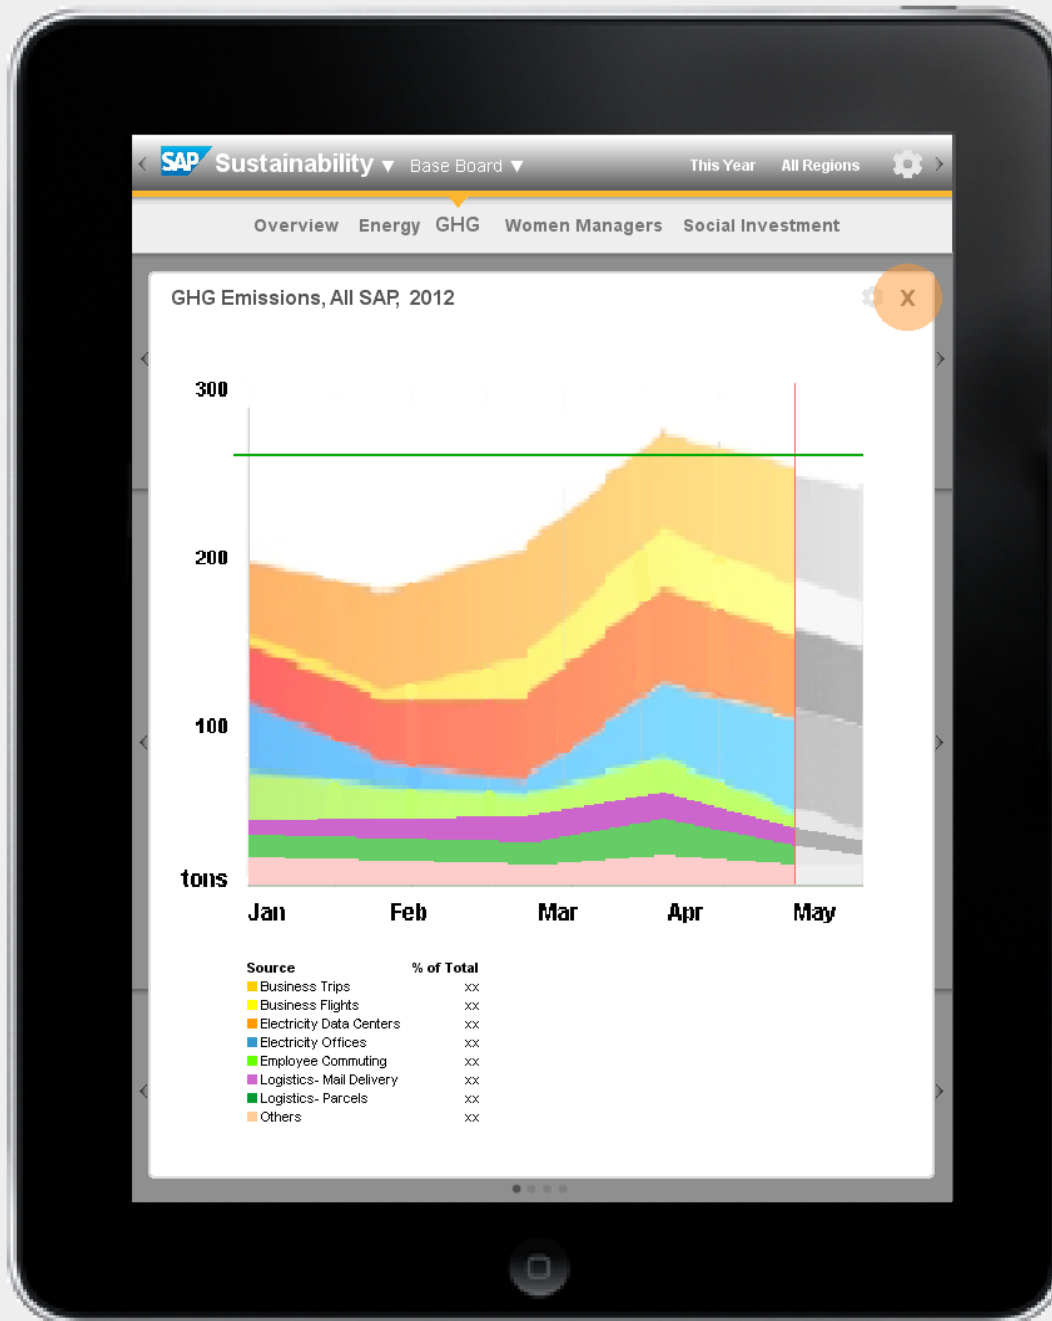 SAP Sustainability ▼ Base Board ▼ This Year All Regions
Overview Energy GHG Women Managers Social Investment
GHG Emissions, All SAP, 2012
X
300
200
100
tons
Jan Feb Mar Apr May
Source % of Total
Business Trips xx
Business Flights xx
Electricity Data Centers xx
Electricity Offices xx
Employee Commuting xx
Logistics- Mail Delivery xx
Logistics- Parcels xx
Others xx